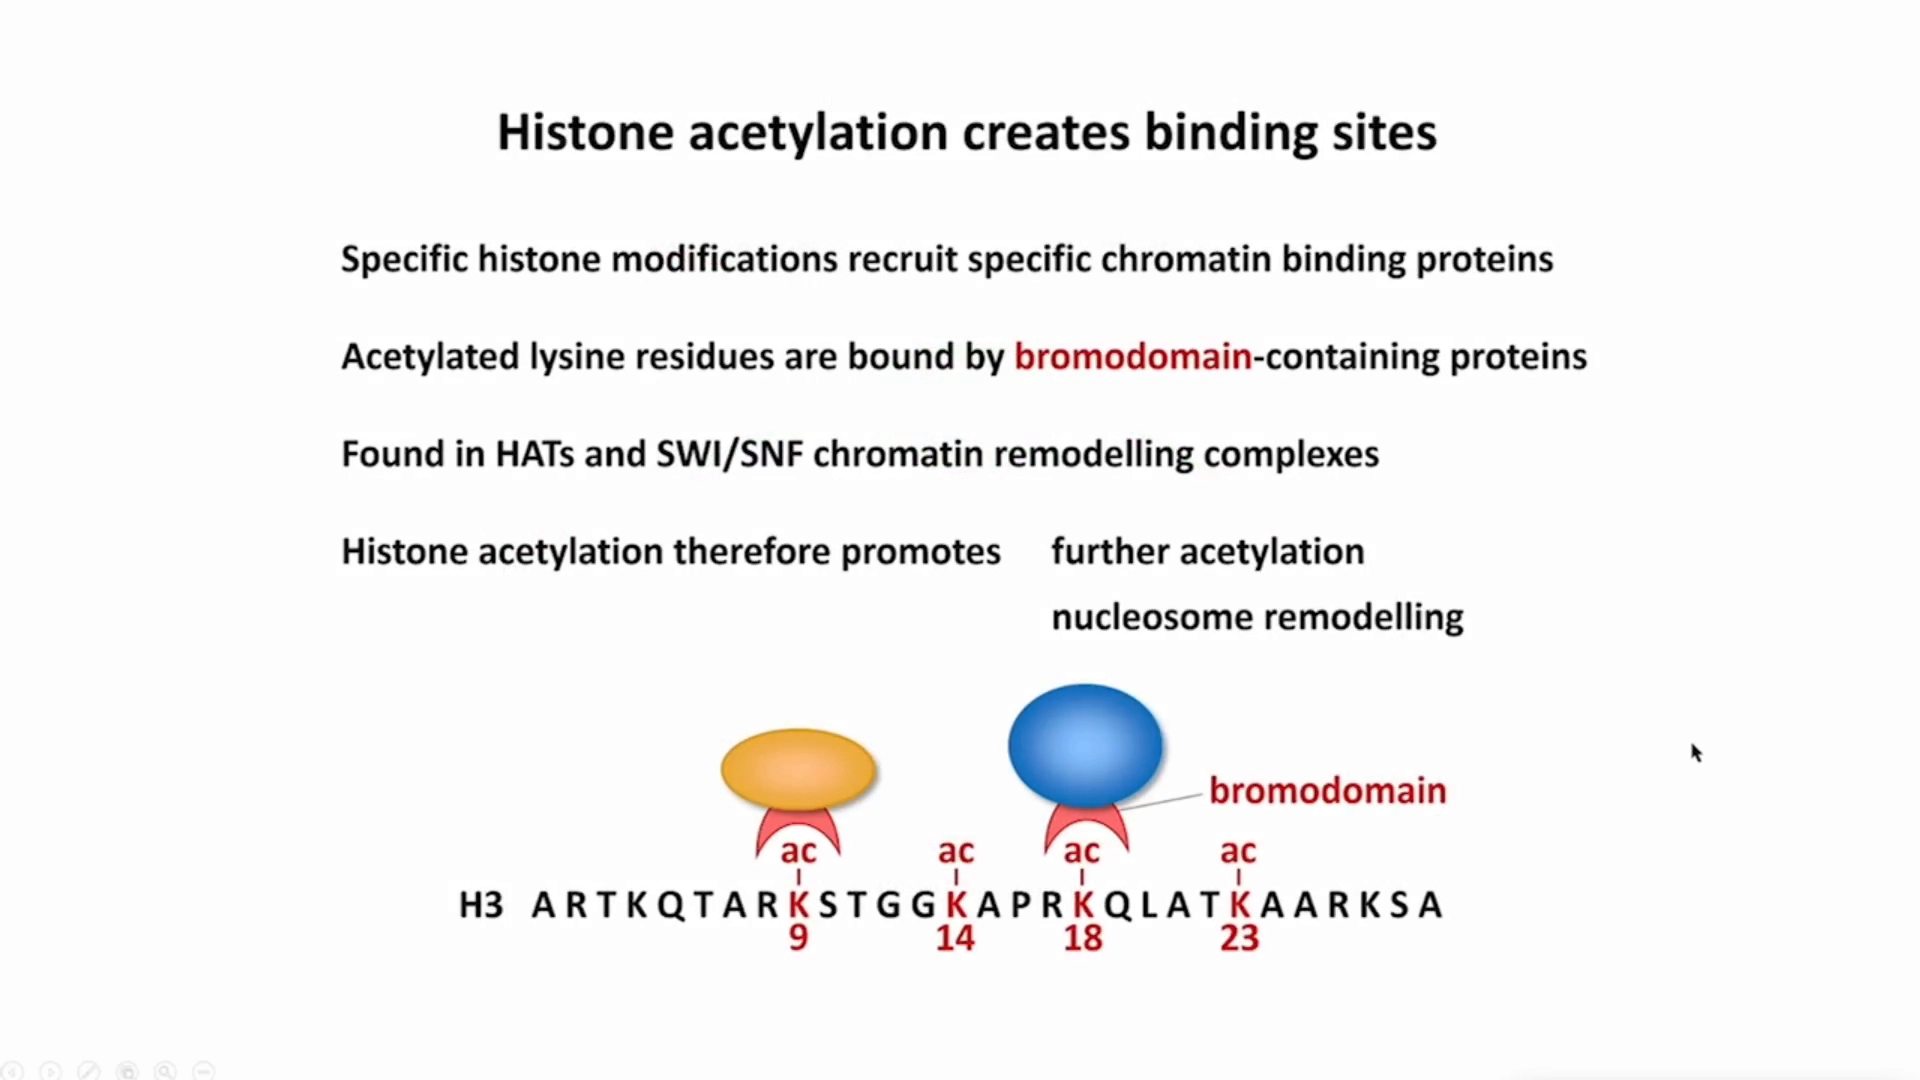 Histone acetylation creates binding sites
Specific histone modifications recruit specific chromatin binding proteins
Acetylated lysine residues are bound by bromodomain-containing proteins
Found in HATs and SWI/SNF chromatin remodelling complexes
Histone acetylation therefore promotes further acetylation
nucleosome remodelling
bromodomain
ac ac ac ac
H3 A R T K Q T A R K S T G G K A P R K Q L A T K A A R K S A
9 14 18 23